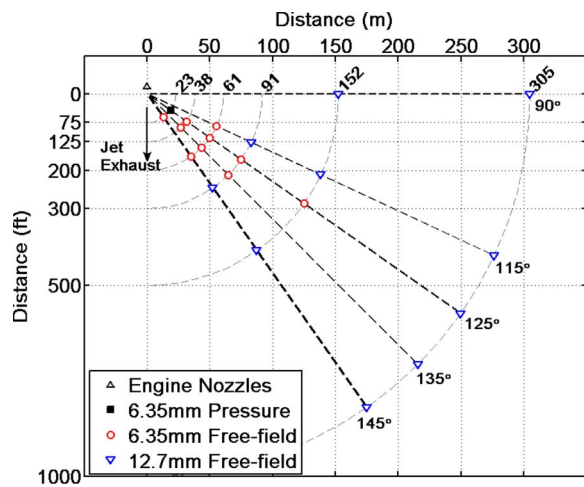 Distance (m)
0 50 100 150 200 250 300
23 38 61 91 152 305
Distance (ft)
0
75
125
200
300
500
1000
Jet
Exhaust
90°
115°
125°
135°
145°
Engine Nozzles
6.35mm Pressure
6.35mm Free-field
12.7mm Free-field